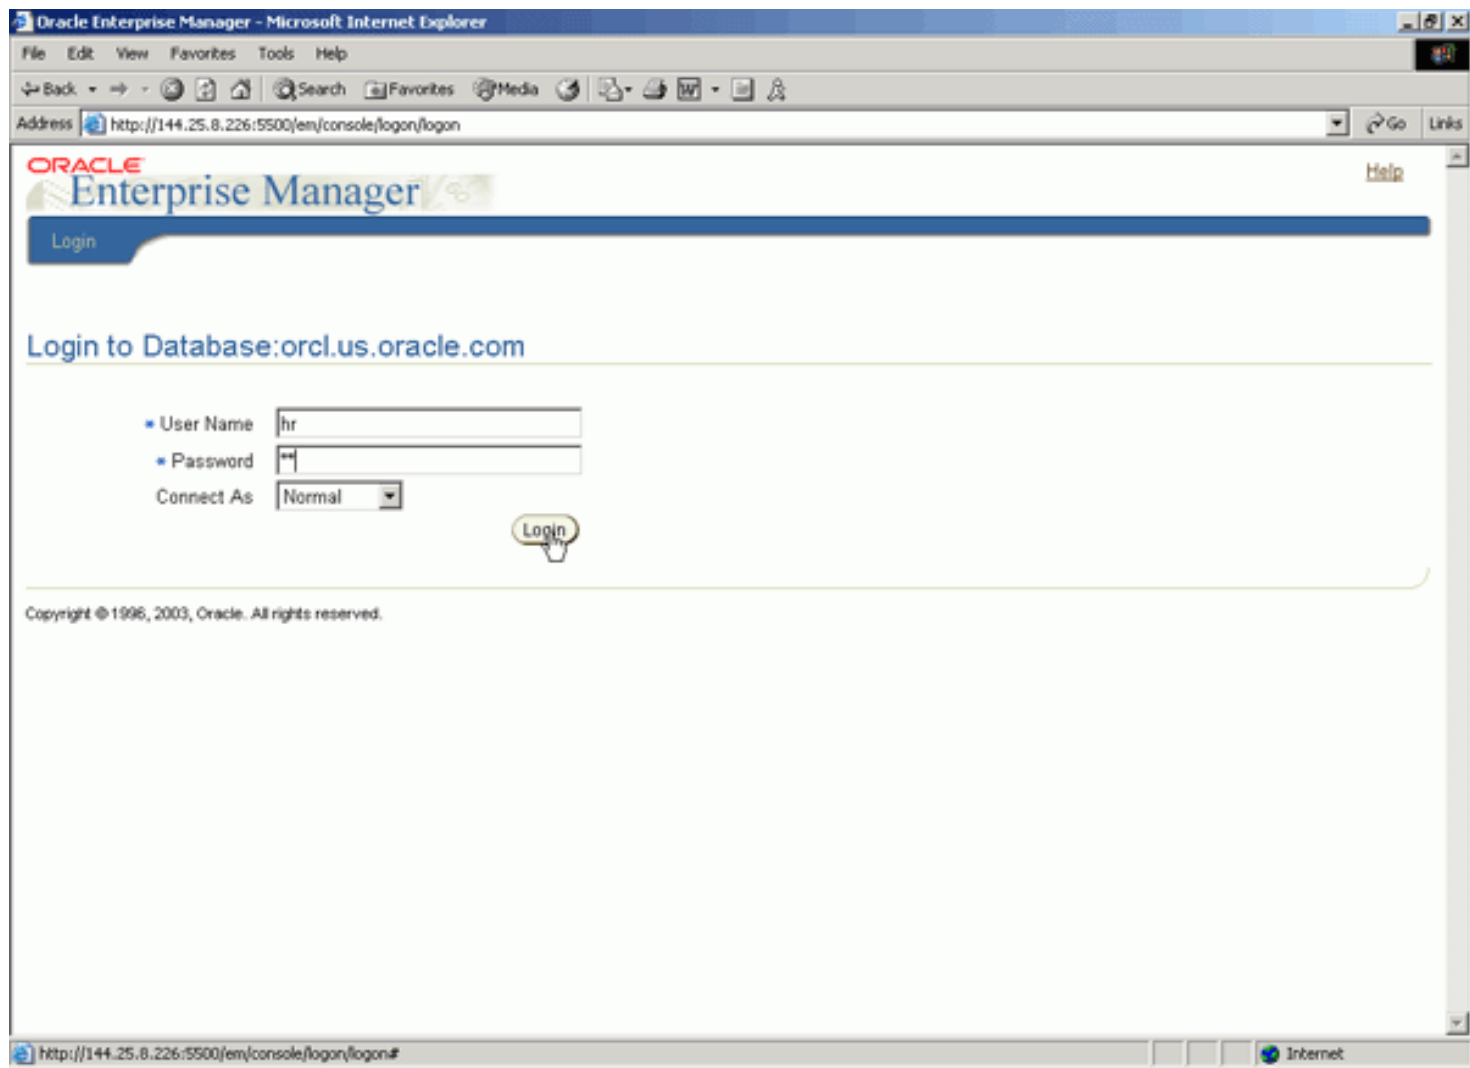 Oracle Enterprise Manager - Microsoft Internet Explorer
File Edit View Favorites Tools Help
Back Search Favorites Media
Address http://144.25.8.226:5500/em/console/logon/logon Go Links
ORACLE
Enterprise Manager
Help
Login
Login to Database:orcl.us.oracle.com
* User Name hr
* Password **
Connect As Normal
Login
Copyright © 1996, 2003, Oracle. All rights reserved.
http://144.25.8.226:5500/em/console/logon/logon# Internet